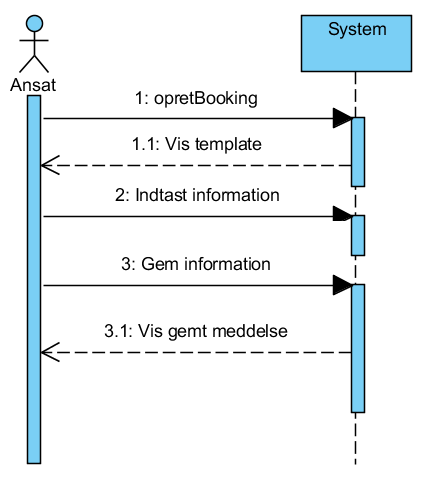 System
Ansat
1: opretBooking
1.1: Vis template
2: Indtast information
3: Gem information
3.1: Vis gemt meddelse